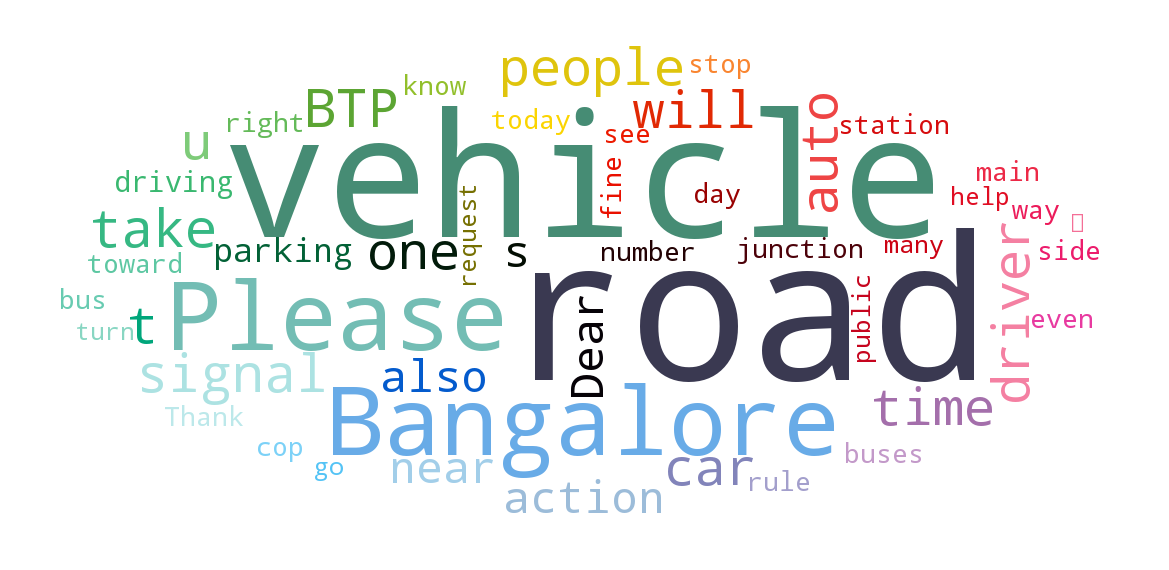 people
stop
know
BTP
will
today
right
see
auto
station
u
vehicle
driving
fine
day
main
help
request
take
way
parking
one
s
number
junction
many
side
toward
bus
turn
t
Please
road
Dear
public
driver
even
signal
also
Bangalore
time
Thank
cop
go
near
car
rule
buses
action